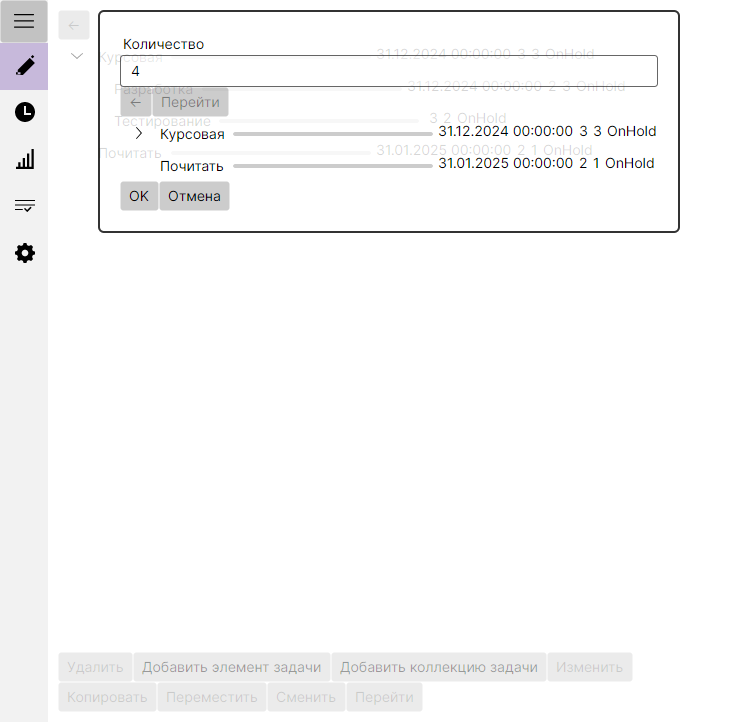 ←
Количество
Курсовая 31.12.2024 00:00:00 3 3 OnHold
4
Разработка 31.12.2024 00:00:00 2 3 OnHold
← Перейти
Тестирование 3 2 OnHold
Курсовая 31.12.2024 00:00:00 3 3 OnHold
Почитать 31.01.2025 00:00:00 2 1 OnHold
Почитать 31.01.2025 00:00:00 2 1 OnHold
OK Отмена
Удалить Добавить элемент задачи Добавить коллекцию задачи Изменить
Копировать Переместить Сменить Перейти